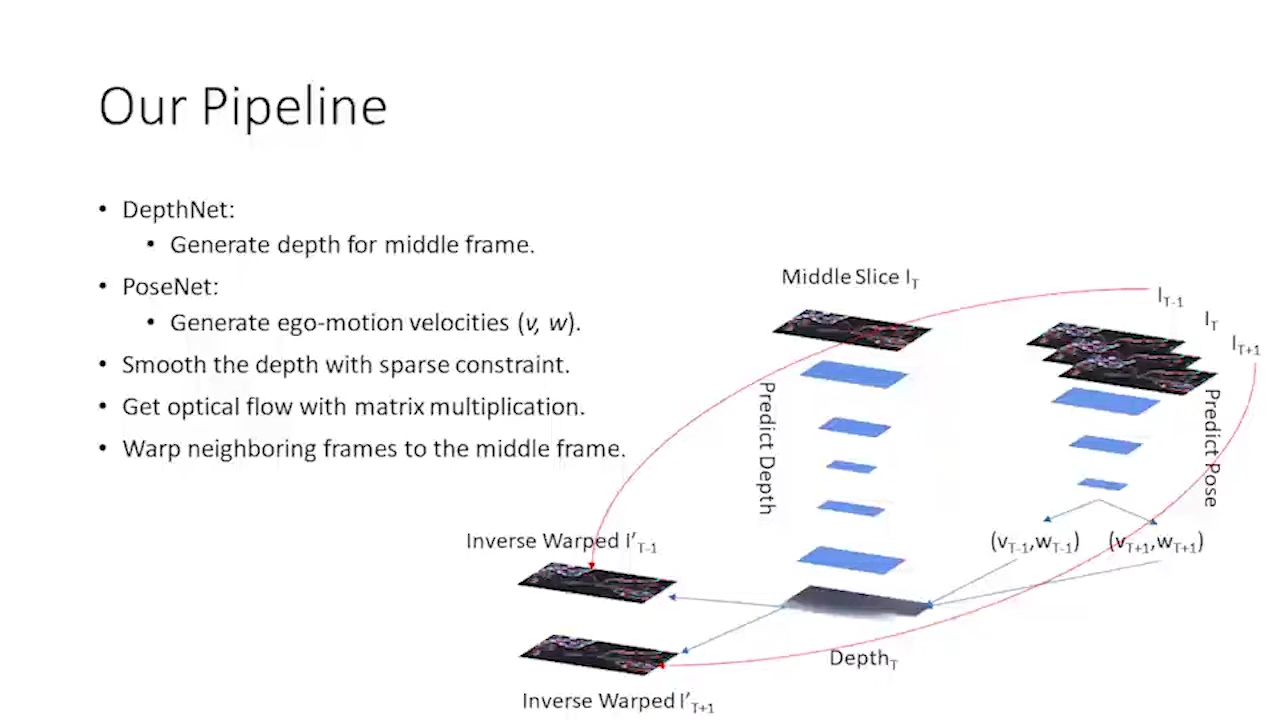 Our Pipeline
• DepthNet:
• Generate depth for middle frame.
• PoseNet:
• Generate ego-motion velocities (v, w).
• Smooth the depth with sparse constraint.
• Get optical flow with matrix multiplication.
• Warp neighboring frames to the middle frame.
Middle Slice I_T
I_T-1
I_T
I_T+1
Predict Depth
Predict Pose
(v_T-1,w_T-1)
(v_T+1,w_T+1)
Inverse Warped I’_T-1
Depth_T
Inverse Warped I’_T+1